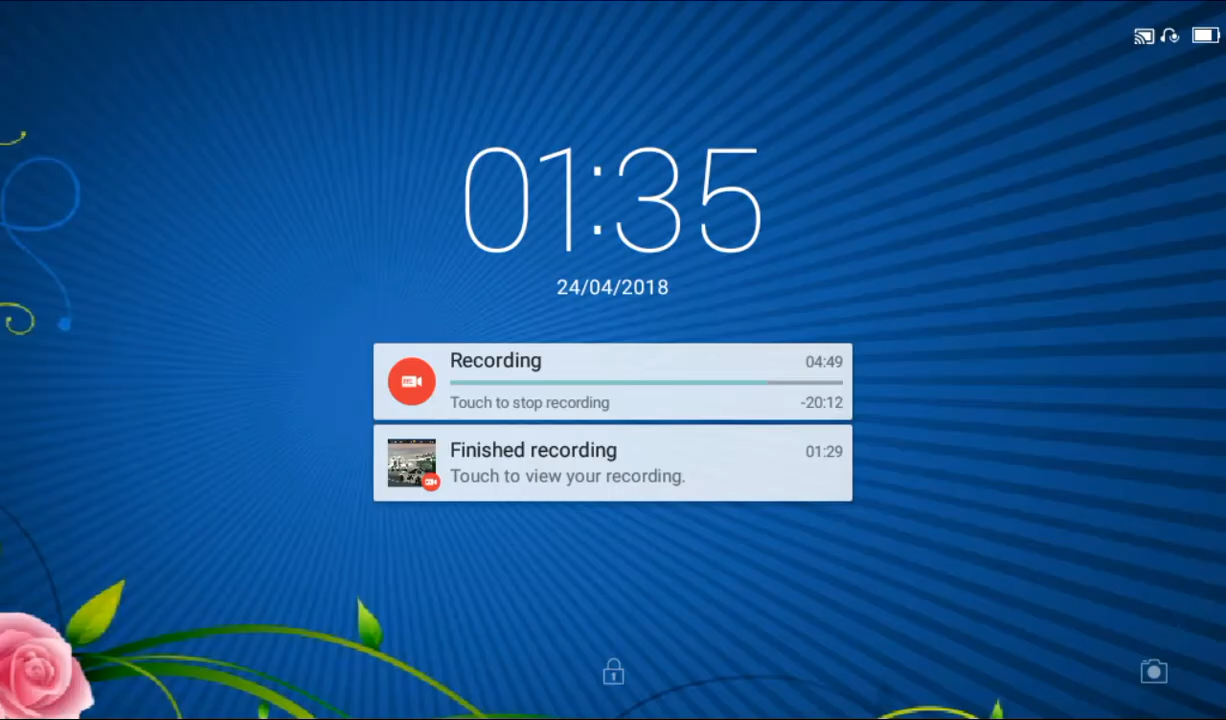 01:35
24/04/2018
Recording 04:49
Touch to stop recording -20:12
Finished recording 01:29
Touch to view your recording.